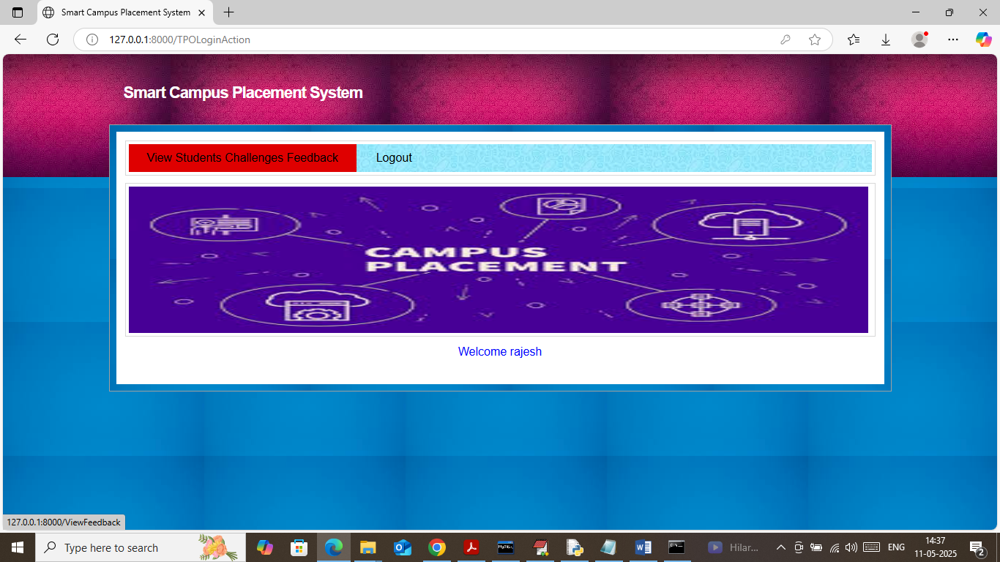 Smart Campus Placement System
127.0.0.1:8000/TPOLoginAction
Smart Campus Placement System
View Students Challenges Feedback
Logout
CAMPUS
PLACEMENT
Welcome rajesh
127.0.0.1:8000/ViewFeedback
Type here to search
Hilar...
ENG
14:37
11-05-2025
2